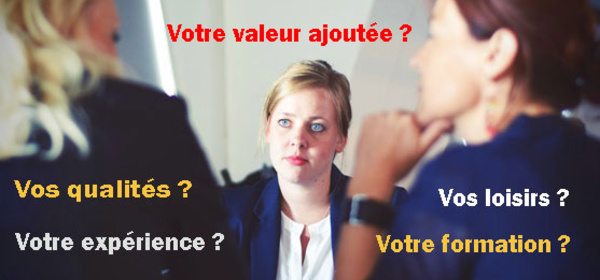 Votre valeur ajoutée ?
Vos qualités ?
Vos loisirs ?
Votre expérience ?
Votre formation ?